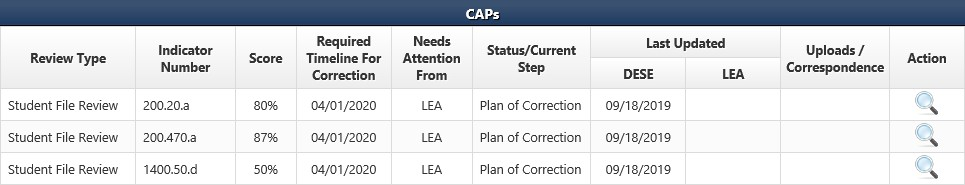 CAPs
Review Type
Indicator
Number
Score
Required
Timeline For
Correction
Needs
Attention
From
Status/Current
Step
Last Updated
DESE
LEA
Uploads /
Correspondence
Action
Student File Review 200.20.a 80% 04/01/2020 LEA Plan of Correction 09/18/2019
Student File Review 200.470.a 87% 04/01/2020 LEA Plan of Correction 09/18/2019
Student File Review 1400.50.d 50% 04/01/2020 LEA Plan of Correction 09/18/2019